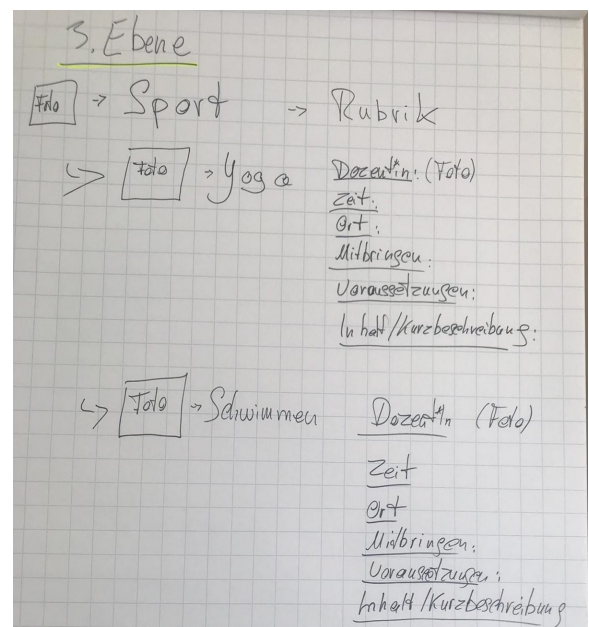 3. Ebene
Foto → Sport → Rubrik
↳ Foto → Yoga Dozent*in: (Foto)
Zeit:
Ort:
Mitbringen:
Voraussetzungen:
Inhalt/Kurzbeschreibung:
↳ Foto → Schwimmen Dozent*in (Foto)
Zeit
Ort
Mitbringen:
Voraussetzungen:
Inhalt/Kurzbeschreibung